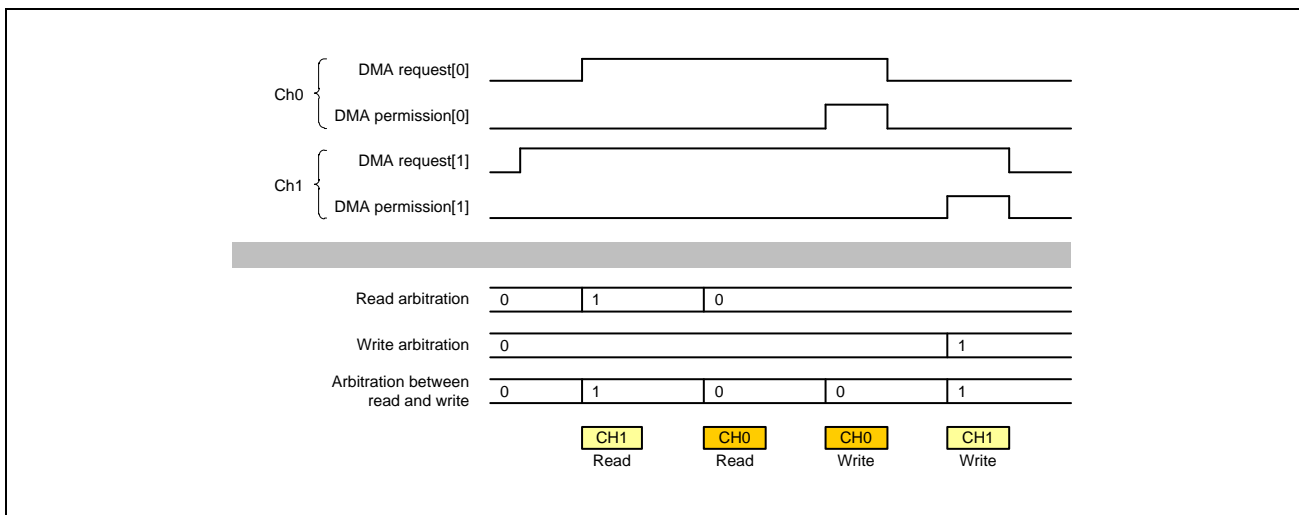 DMA request[0]
Ch0
DMA permission[0]
DMA request[1]
Ch1
DMA permission[1]
Read arbitration 0 1 0
Write arbitration 0 1
Arbitration between
read and write 0 1 0 0 1
CH1 CH0 CH0 CH1
Read Read Write Write